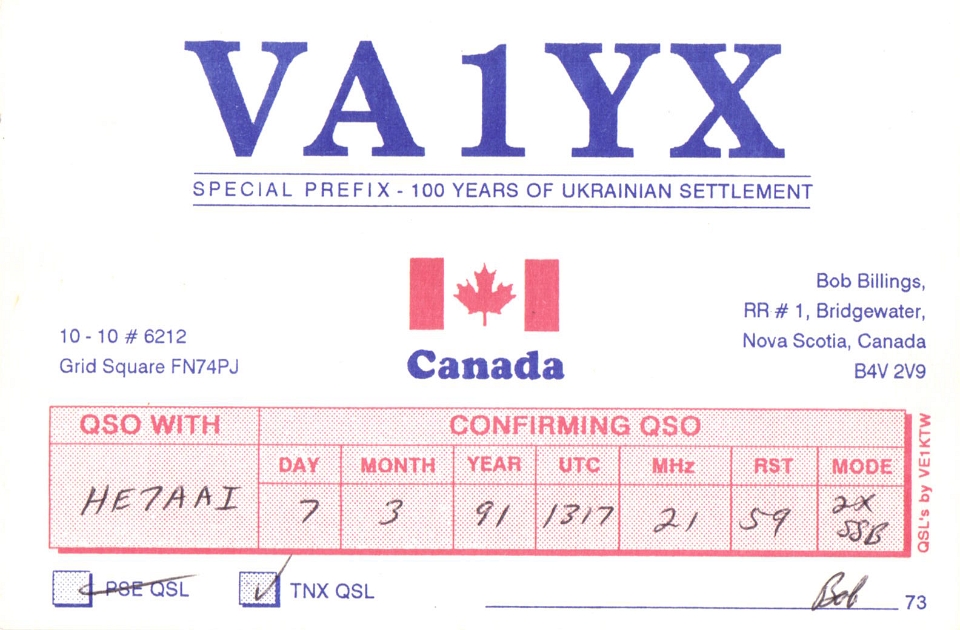 VA1YX
SPECIAL PREFIX - 100 YEARS OF UKRAINIAN SETTLEMENT
Bob Billings,
RR # 1, Bridgewater,
Nova Scotia, Canada
B4V 2V9
10 - 10 # 6212
Grid Square FN74PJ
Canada
QSO WITH CONFIRMING QSO
DAY MONTH YEAR UTC MHz RST MODE
HE7AAI 7 3 91 1317 21 59 2X
SSB
QSL's by VE1KTW
PSE QSL TNX QSL Bob 73